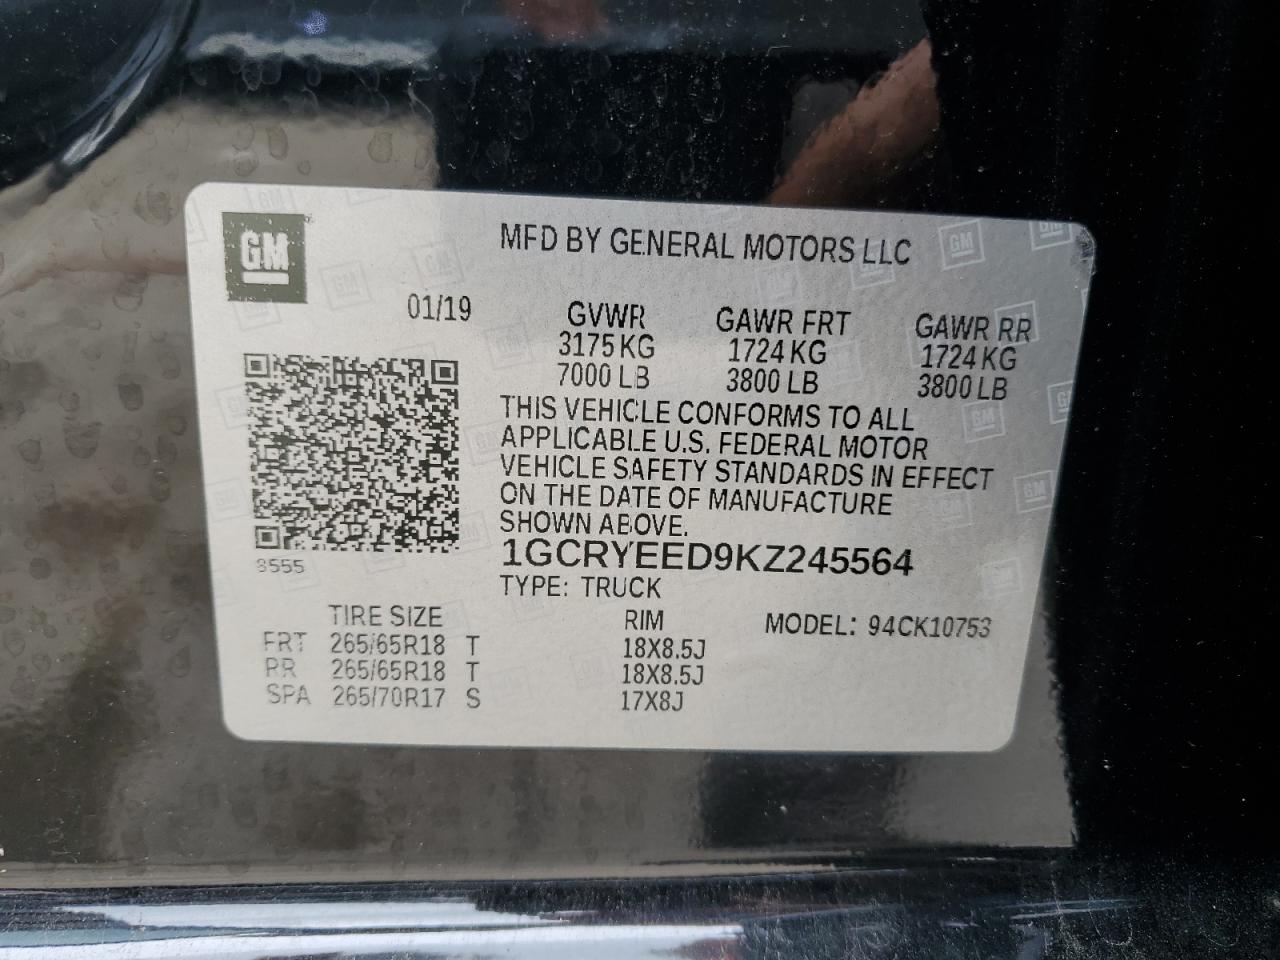 GM
MFD BY GENERAL MOTORS LLC
01/19
GVWR GAWR FRT GAWR RR
3175 KG 1724 KG 1724 KG
7000 LB 3800 LB 3800 LB
THIS VEHICLE CONFORMS TO ALL
APPLICABLE U.S. FEDERAL MOTOR
VEHICLE SAFETY STANDARDS IN EFFECT
ON THE DATE OF MANUFACTURE
SHOWN ABOVE.
1GCRYEED9KZ245564
TYPE: TRUCK
TIRE SIZE RIM MODEL: 94CK10753
FRT 265/65R18 T 18X8.5J
RR 265/65R18 T 18X8.5J
SPA 265/70R17 S 17X8J